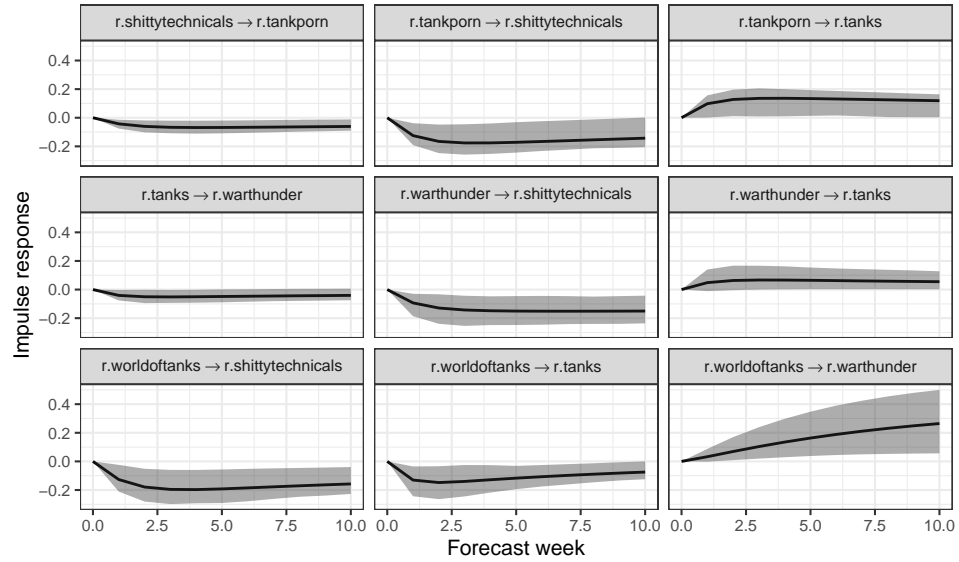 r.shittytechnicals → r.tankporn
r.tankporn → r.shittytechnicals
r.tankporn → r.tanks
0.4
0.2
0.0
−0.2
r.tanks → r.warthunder
r.warthunder → r.shittytechnicals
r.warthunder → r.tanks
0.4
0.2
0.0
−0.2
Impulse response
r.worldoftanks → r.shittytechnicals
r.worldoftanks → r.tanks
r.worldoftanks → r.warthunder
0.4
0.2
0.0
−0.2
0.0 2.5 5.0 7.5 10.0 0.0 2.5 5.0 7.5 10.0 0.0 2.5 5.0 7.5 10.0
Forecast week